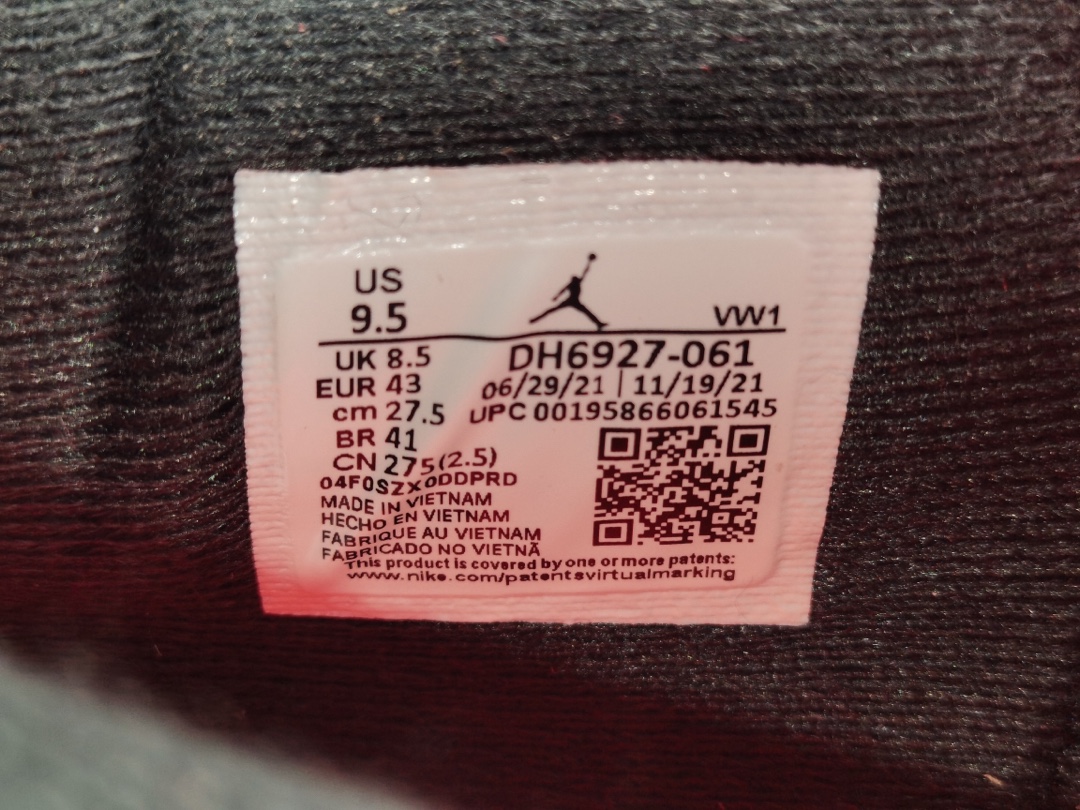 US
9.5
VW1
UK 8.5
DH6927-061
EUR 43
06/29/21 | 11/19/21
cm 27.5
UPC 00195866061545
BR 41
CN 275(2.5)
04F0SZX0DDPRD
MADE IN VIETNAM
HECHO EN VIETNAM
FABRIQUE AU VIETNAM
FABRICADO NO VIETNÃ
This product is covered by one or more patents:
www.nike.com/patentsvirtualmarking